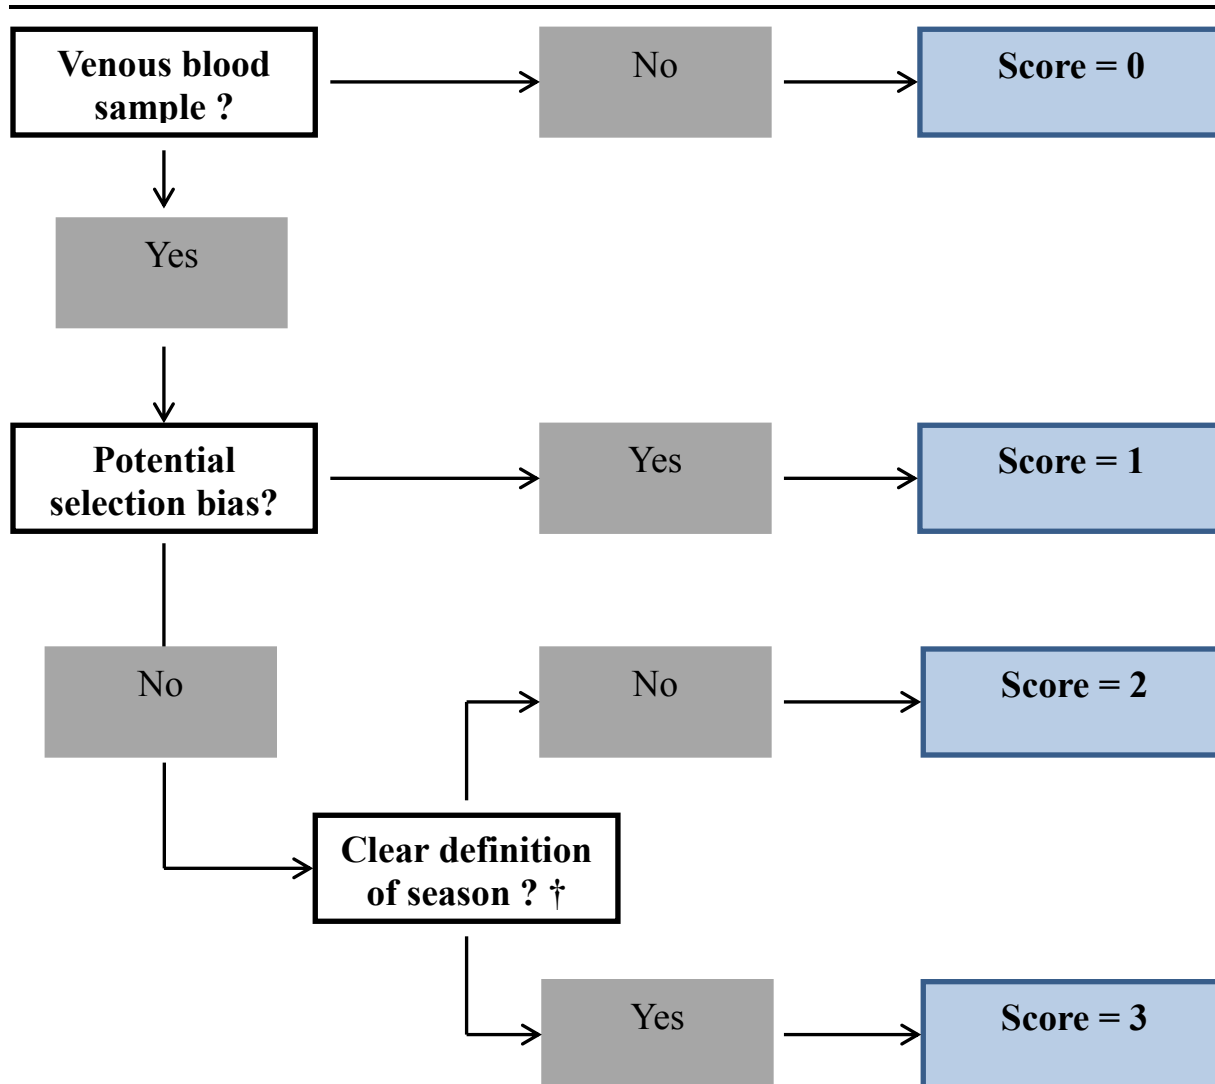 Venous blood
sample ?
No
Score = 0
Yes
Potential
selection bias?
Yes
Score = 1
No
No
Score = 2
Clear definition
of season ? †
Yes
Score = 3